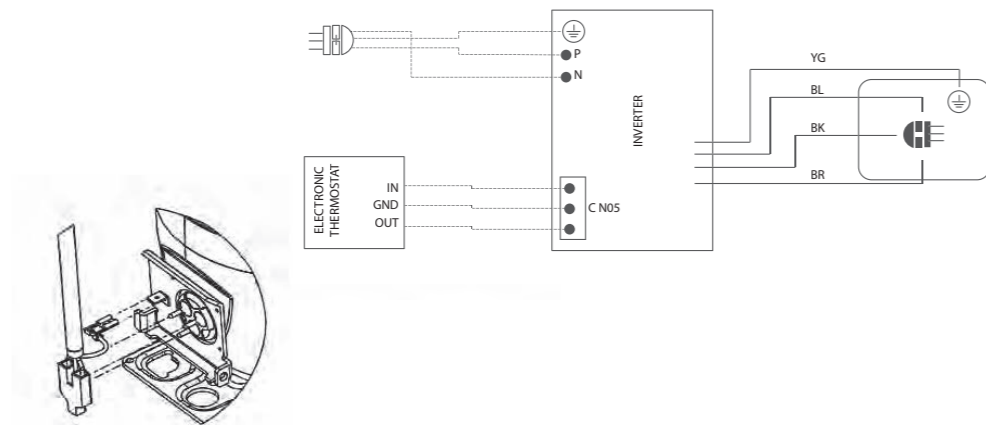 P
N
INVERTER
YG
BL
BK
BR
ELECTRONIC
THERMOSTAT
IN
GND
OUT
C N05